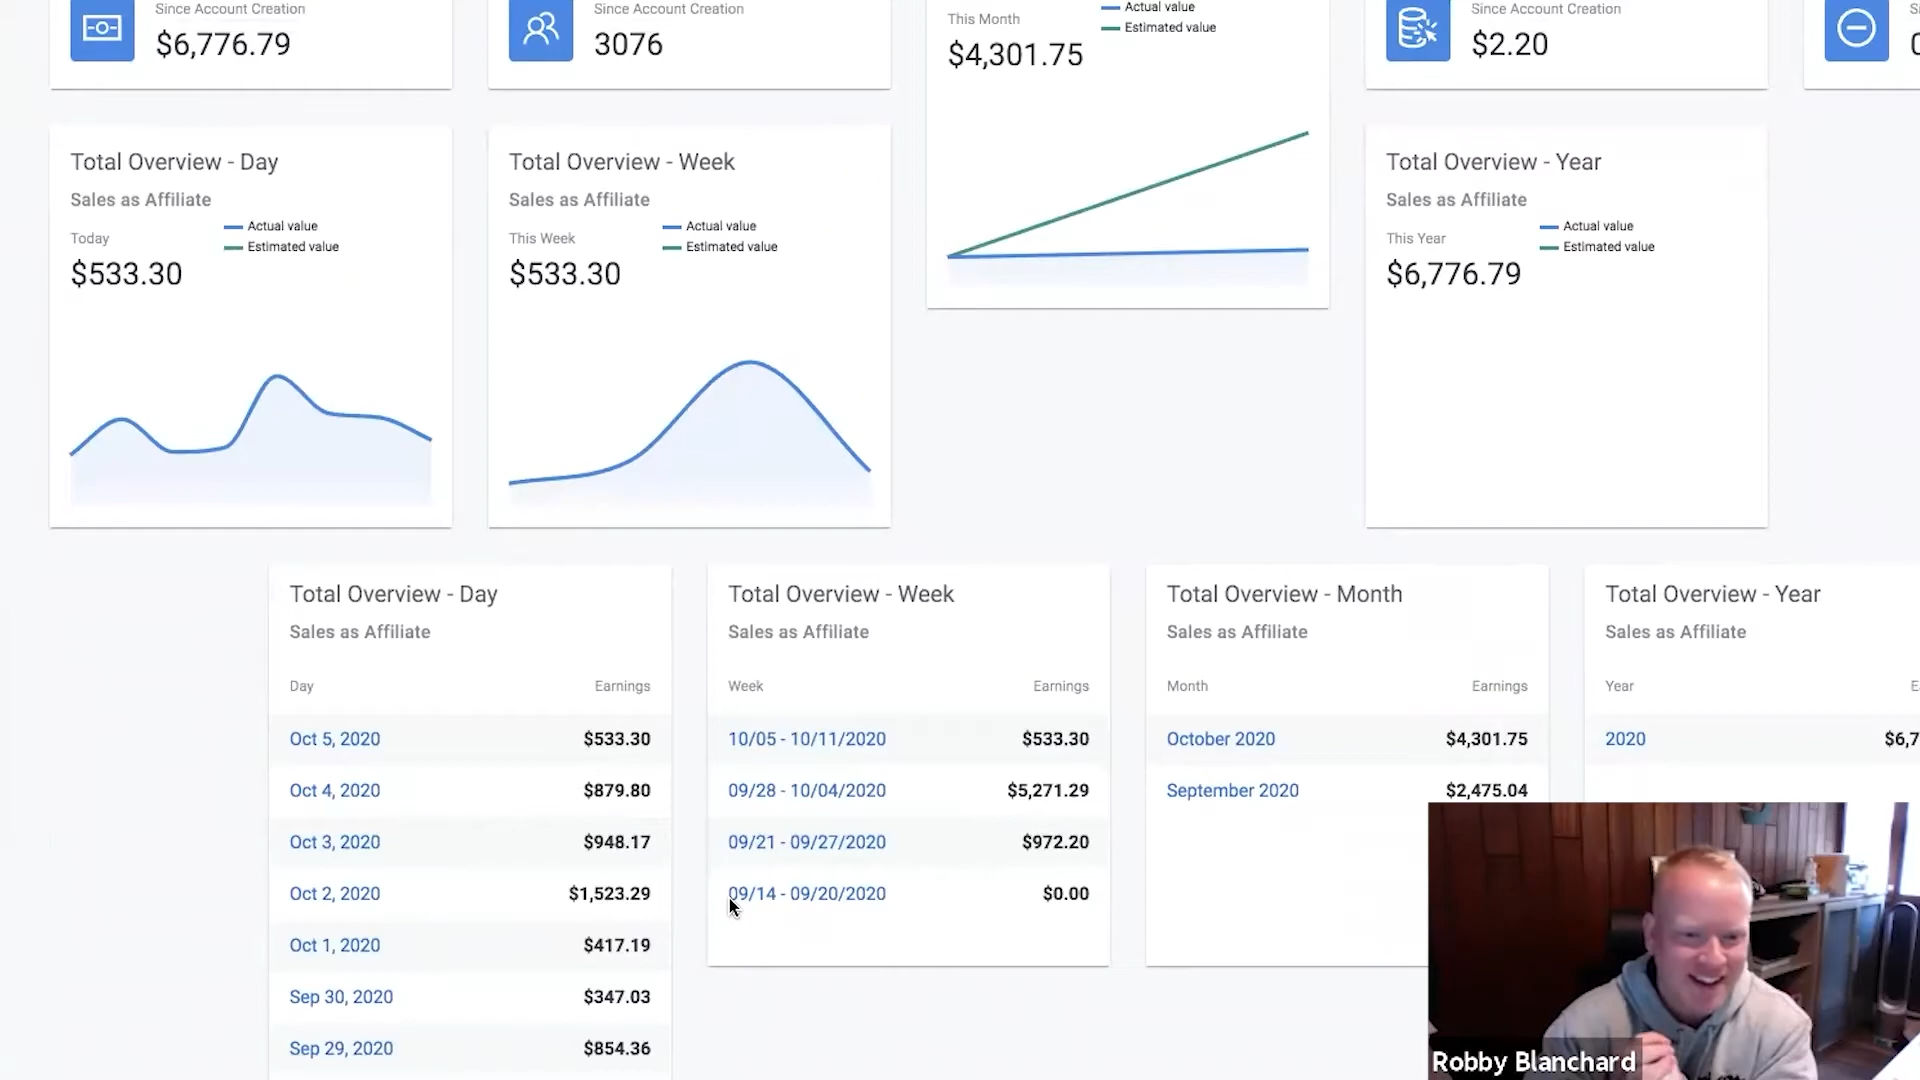 Since Account Creation
$6,776.79
Since Account Creation
3076
This Month
$4,301.75
Actual value
Estimated value
Since Account Creation
$2.20
Total Overview - Day
Sales as Affiliate
Today
$533.30
Actual value
Estimated value
Total Overview - Week
Sales as Affiliate
This Week
$533.30
Actual value
Estimated value
Total Overview - Year
Sales as Affiliate
This Year
$6,776.79
Actual value
Estimated value
Total Overview - Day
Sales as Affiliate
Day Earnings
Oct 5, 2020 $533.30
Oct 4, 2020 $879.80
Oct 3, 2020 $948.17
Oct 2, 2020 $1,523.29
Oct 1, 2020 $417.19
Sep 30, 2020 $347.03
Sep 29, 2020 $854.36
Total Overview - Week
Sales as Affiliate
Week Earnings
10/05 - 10/11/2020 $533.30
09/28 - 10/04/2020 $5,271.29
09/21 - 09/27/2020 $972.20
09/14 - 09/20/2020 $0.00
Total Overview - Month
Sales as Affiliate
Month Earnings
October 2020 $4,301.75
September 2020 $2,475.04
Total Overview - Year
Sales as Affiliate
Year
2020 $6,7
Robby Blanchard